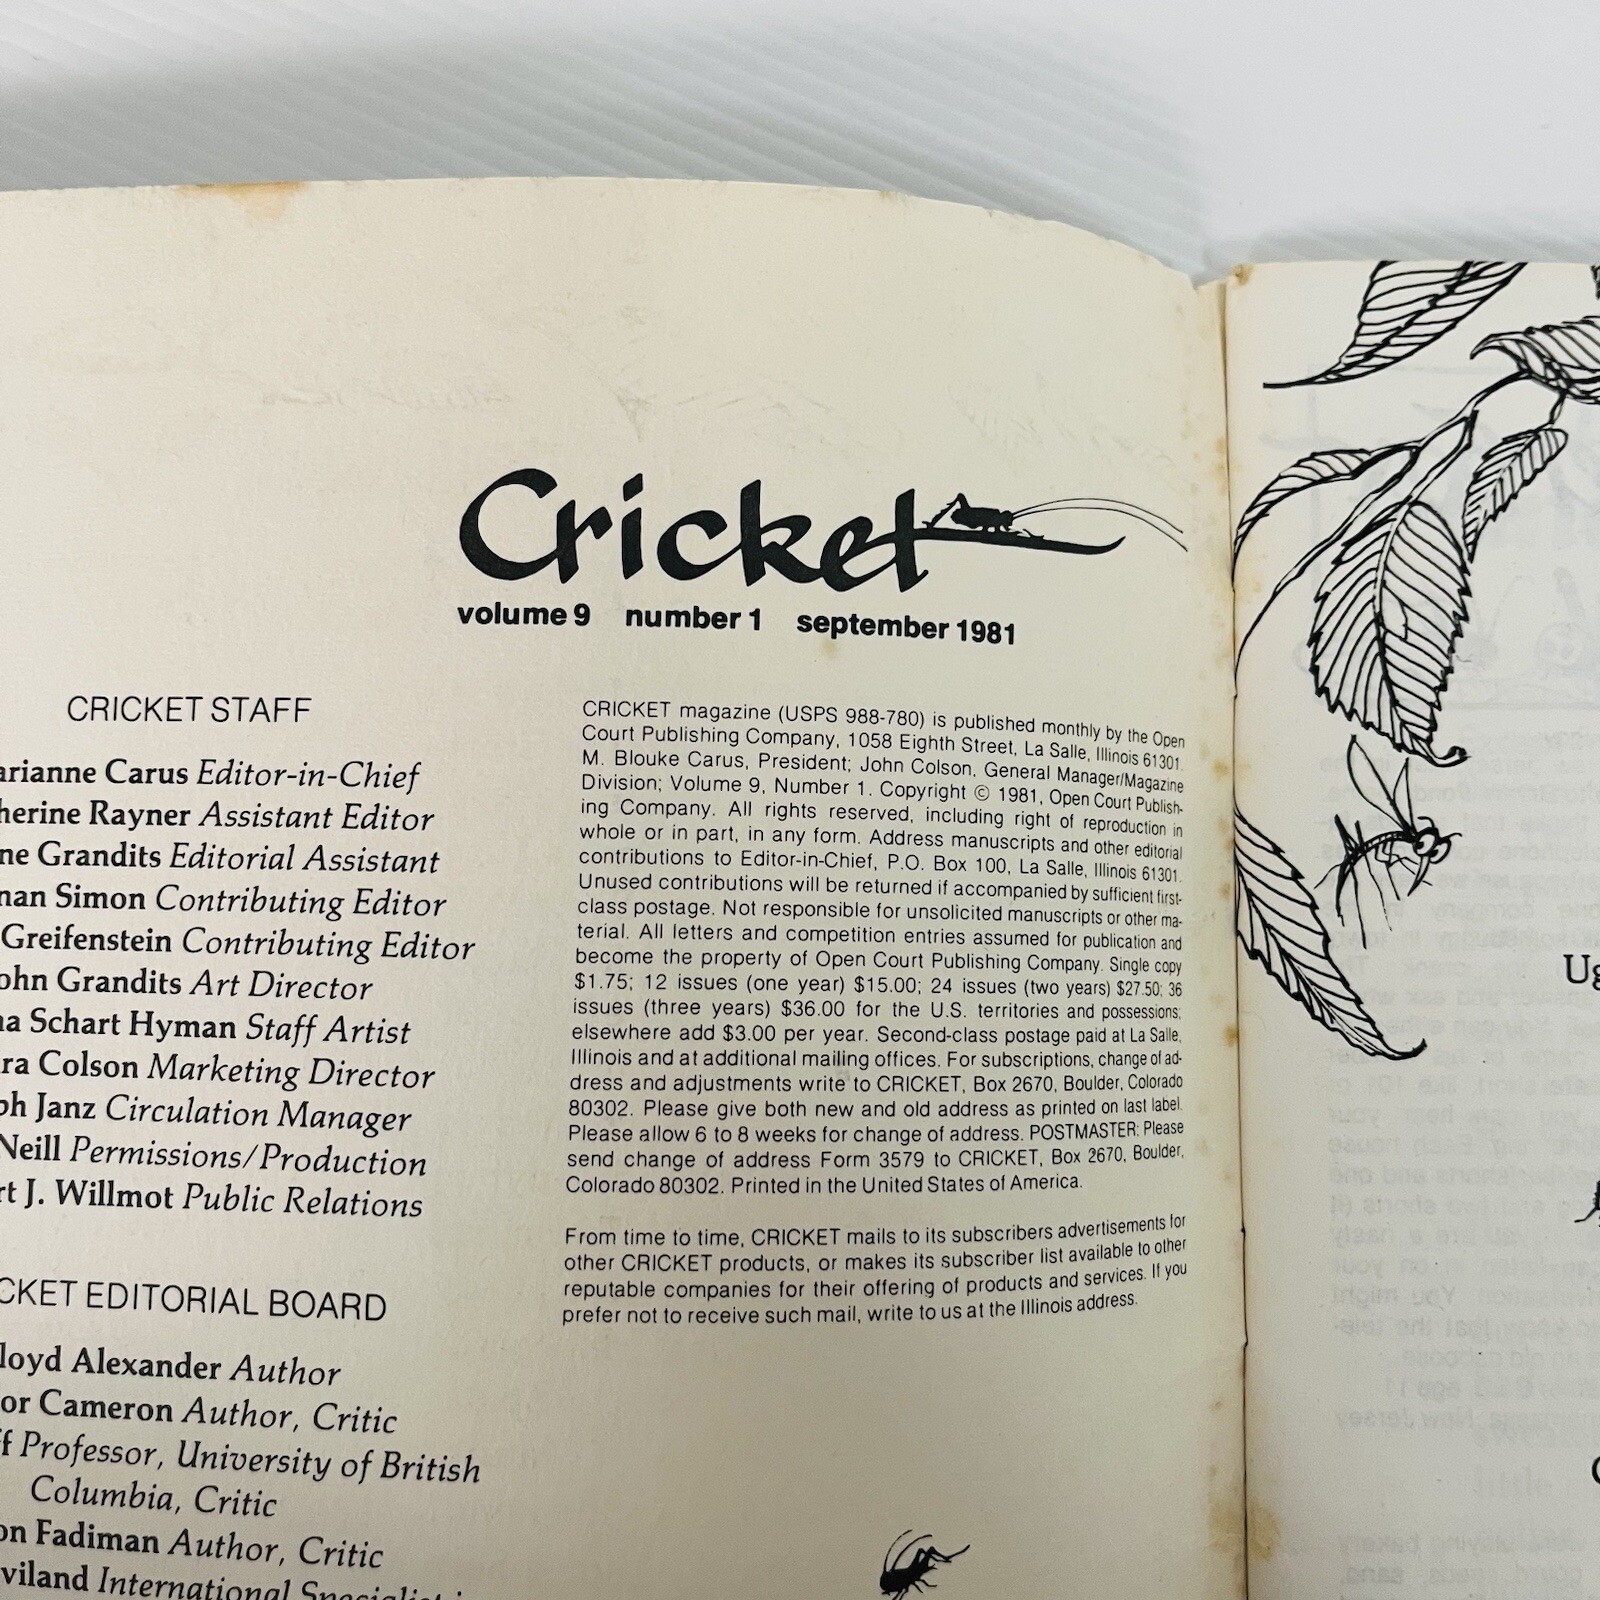 Cricket
volume 9 number 1 september 1981
CRICKET STAFF
Carus Editor-in-Chief
Rayner Assistant Editor
Grandits Editorial Assistant
Simon Contributing Editor
Greifenstein Contributing Editor
Grandits Art Director
Schart Hyman Staff Artist
Colson Marketing Director
Janz Circulation Manager
Neill Permissions/Production
J. Willmot Public Relations
EDITORIAL BOARD
Alexander Author
Cameron Author, Critic
Professor, University of British
Columbia, Critic
Fadiman Author, Critic
International
CRICKET magazine (USPS 988-780) is published monthly by the Open
Court Publishing Company, 1058 Eighth Street, La Salle, Illinois 61301.
M. Blouke Carus, President; John Colson, General Manager/Magazine
Division; Volume 9, Number 1. Copyright © 1981, Open Court Publish-
ing Company. All rights reserved, including right of reproduction in
whole or in part, in any form. Address manuscripts and other editorial
contributions to Editor-in-Chief, P.O. Box 100, La Salle, Illinois 61301.
Unused contributions will be returned if accompanied by sufficient first-
class postage. Not responsible for unsolicited manuscripts or other ma-
terial. All letters and competition entries assumed for publication and
become the property of Open Court Publishing Company. Single copy
$1.75; 12 issues (one year) $15.00; 24 issues (two years) $27.50; 36
issues (three years) $36.00 for the U.S. territories and possessions;
elsewhere add $3.00 per year. Second-class postage paid at La Salle,
Illinois and at additional mailing offices. For subscriptions, change of ad-
dress and adjustments write to CRICKET, Box 2670, Boulder, Colorado
80302. Please give both new and old address as printed on last label.
Please allow 6 to 8 weeks for change of address. POSTMASTER: Please
send change of address Form 3579 to CRICKET, Box 2670, Boulder,
Colorado 80302. Printed in the United States of America.
From time to time, CRICKET mails to its subscribers advertisements for
other CRICKET products, or makes its subscriber list available to other
reputable companies for their offering of products and services. If you
prefer not to receive such mail, write to us at the Illinois address.